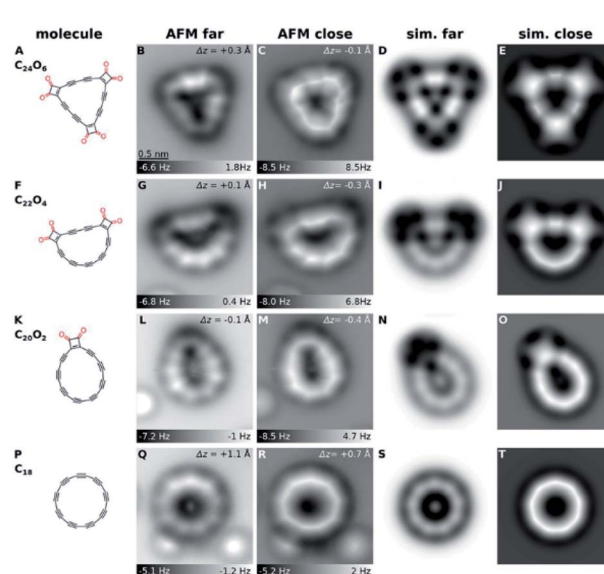 molecule AFM far AFM close sim. far sim. close
A B Δz = +0.3 Å C Δz = -0.1 Å D E
C24O6
0.5 nm
-6.6 Hz 1.8Hz -8.5 Hz 8.5Hz
F G Δz = +0.1 Å H Δz = -0.3 Å I J
C22O4
-6.8 Hz 0.4 Hz -8.0 Hz 6.8Hz
K L Δz = -0.1 Å M Δz = -0.4 Å N O
C20O2
-7.2 Hz -1 Hz -8.5 Hz 4.7 Hz
P Q Δz = +1.1 Å R Δz = +0.7 Å S T
C18
-5.1 Hz -1.2 Hz -5.2 Hz 2 Hz